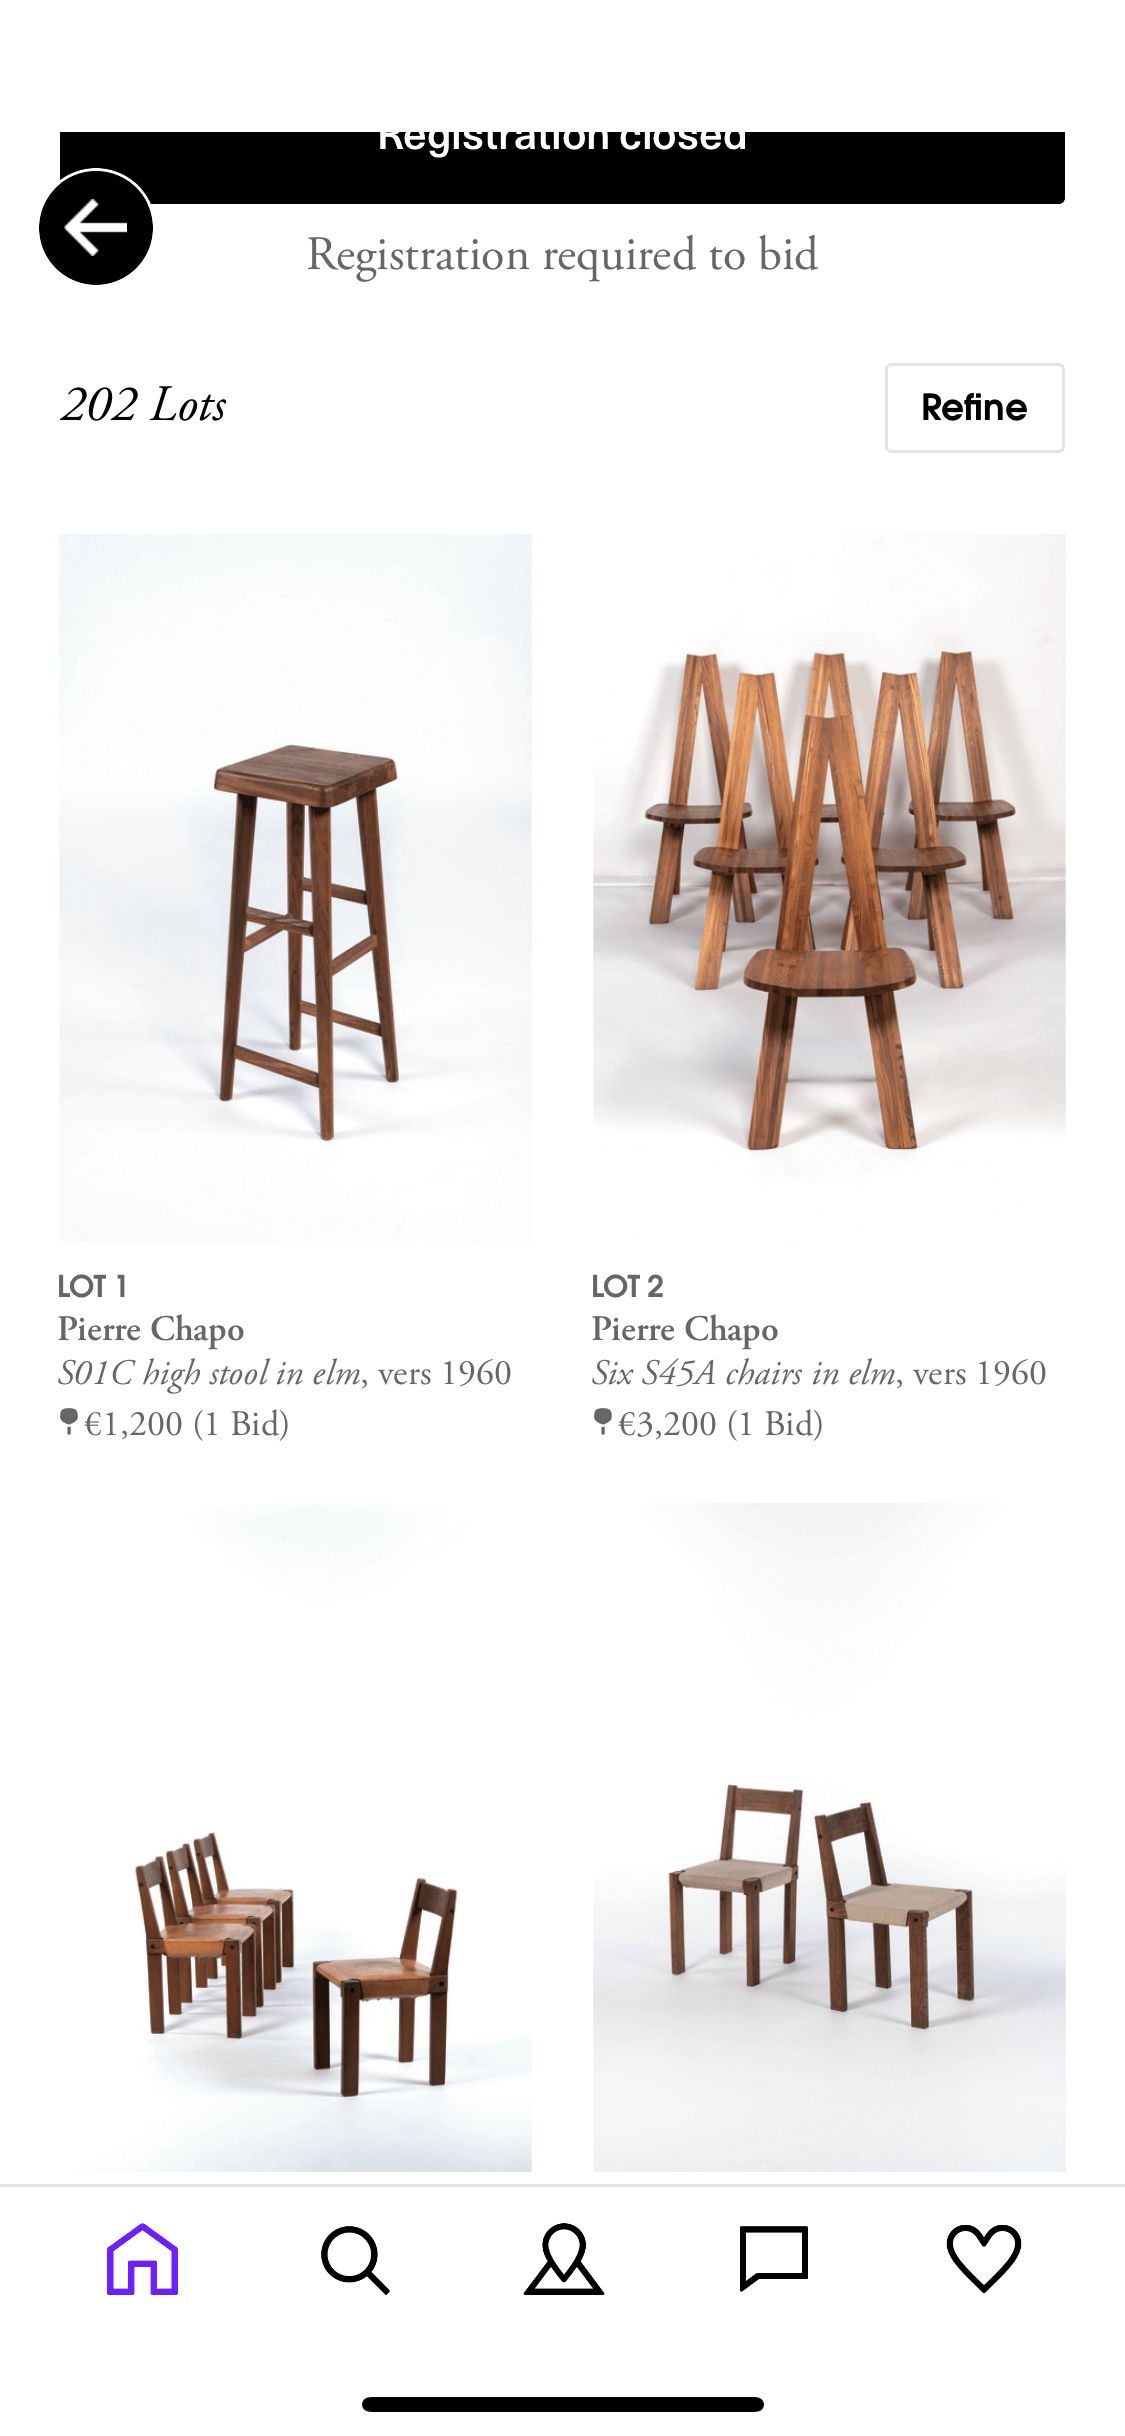 Registration closed
Registration required to bid
202 Lots
Refine
LOT 1
Pierre Chapo
S01C high stool in elm, vers 1960
€1,200 (1 Bid)
LOT 2
Pierre Chapo
Six S45A chairs in elm, vers 1960
€3,200 (1 Bid)